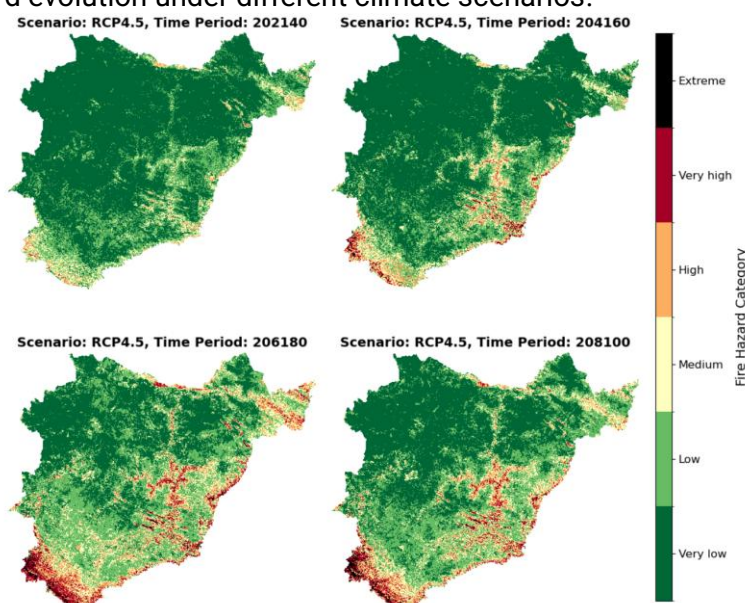 d evolution under different climate scenarios.
Scenario: RCP4.5, Time Period: 202140
Scenario: RCP4.5, Time Period: 204160
Extreme
Very high
High
Medium
Low
Very low
Fire Hazard Category
Scenario: RCP4.5, Time Period: 206180
Scenario: RCP4.5, Time Period: 208100